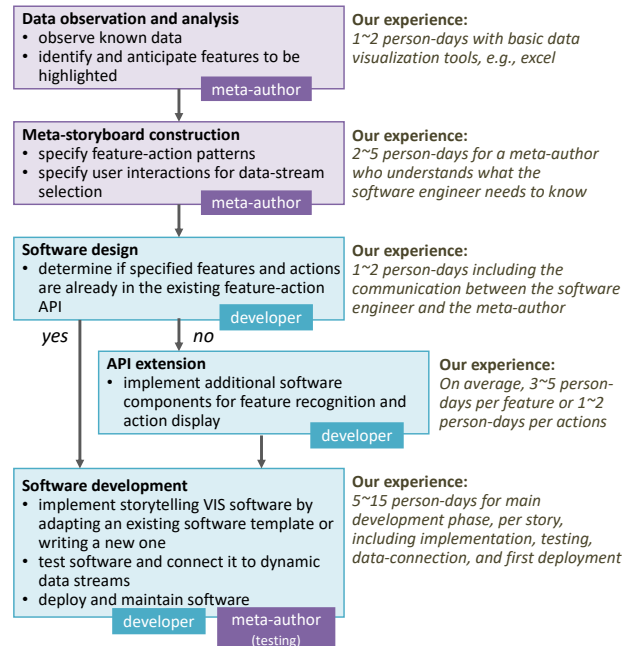 Data observation and analysis
• observe known data
• identify and anticipate features to be
highlighted
meta-author
Our experience:
1~2 person-days with basic data
visualization tools, e.g., excel
Meta-storyboard construction
• specify feature-action patterns
• specify user interactions for data-stream
selection
meta-author
Our experience:
2~5 person-days for a meta-author
who understands what the
software engineer needs to know
Software design
• determine if specified features and actions
are already in the existing feature-action
API
developer
Our experience:
1~2 person-days including the
communication between the software
engineer and the meta-author
yes
no
API extension
• implement additional software
components for feature recognition and
action display
developer
Our experience:
On average, 3~5 person-
days per feature or 1~2
person-days per actions
Software development
• implement storytelling VIS software by
adapting an existing software template or
writing a new one
• test software and connect it to dynamic
data streams
• deploy and maintain software
developer
meta-author
(testing)
Our experience:
5~15 person-days for main
development phase, per story,
including implementation, testing,
data-connection, and first deployment